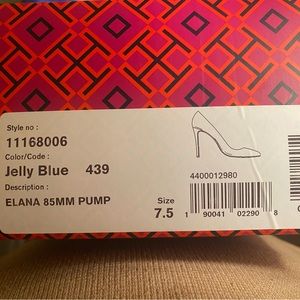 Style no :
11168006
Color/Code :
Jelly Blue 439
4400012980
Description :
ELANA 85MM PUMP
Size
7.5
1 90041 02290 8
0